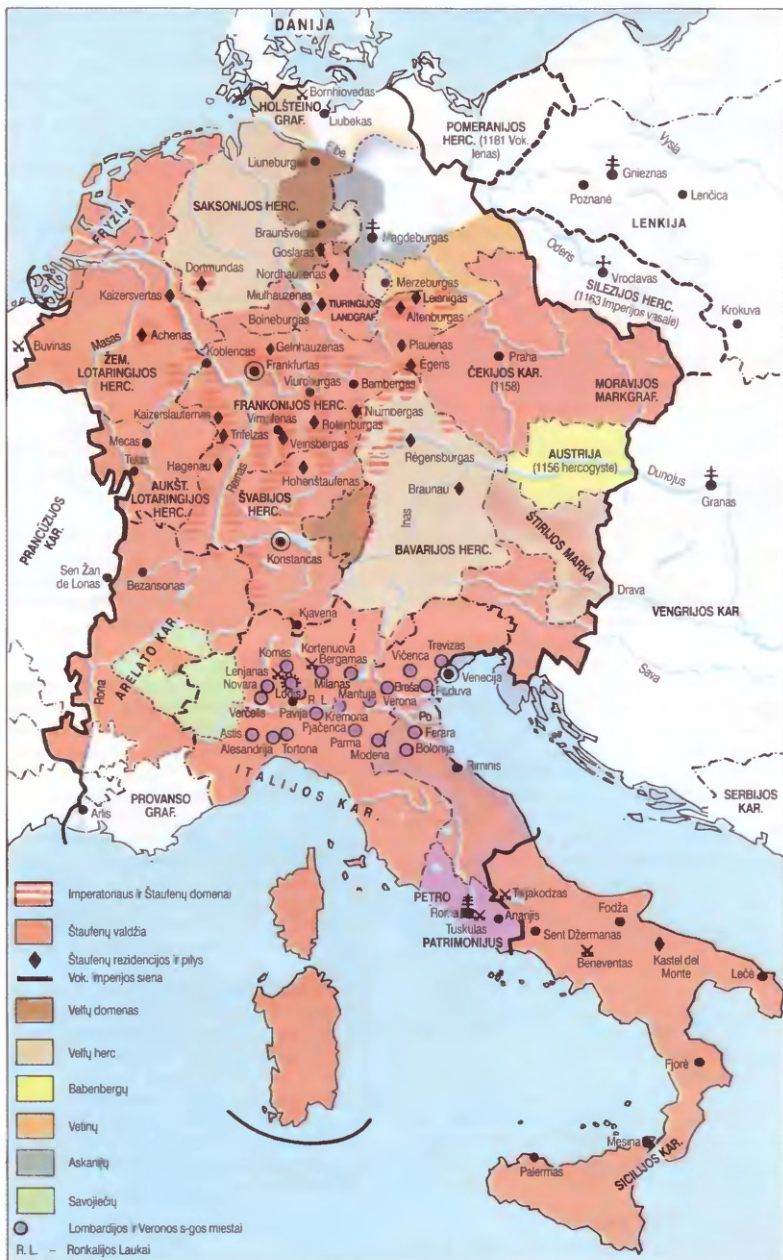 DANIJA
Bornhiovedas
HOLŠTEINO
GRAF.
Liubekas
POMERANIJOS
HERC. (1181 Vok.
lenas)
Elbe
Vysla
Liuneburgas
Gnieznas
Poznanė
Lenčica
FRYZIJA
SAKSONIJOS HERC.
LENKIJA
Braunšveigas
Magdeburgas
Goslaras
Oderis
Dortmundas
Nordhauzenas
Merzeburgas
Vroclavas
Kaizersvertas
Miulhauzenas
TIURINGIJOS
LANDGRAF.
Leisnigas
SILEZIJOS HERC.
(1163 Imperijos vasalė)
Boineburgas
Altenburgas
Krokuva
Buvinas
Masas
Achenas
Koblencas
Gelnhauzenas
Plauenas
ŽEM.
LOTARINGIJOS
HERC.
Frankfurtas
Praha
Ėgeris
ČEKIJOS KAR.
(1158)
Viurcburgas
Bambergas
MORAVIJOS
MARKGRAF.
Kaizerslauternas
FRANKONIJOS HERC.
Niurnbergas
Vimpfenas
Rotenburgas
Mecas
Trifelzas
Veinsbergas
AUSTRIJA
(1156 hercogystė)
Tulis
Regensburgas
Dunojus
Hagenau
Reinas
Hohenštaufenas
Granas
AUKŠT.
LOTARINGIJOS
HERC.
ŠVABIJOS
HERC.
Braunau
PRANCŪZIJOS
KAR.
Inas
ŠTIRIJOS MARKA
Konstancas
BAVARIJOS HERC.
Sen Žan
de Lonas
Bezansonas
Drava
VENGRIJOS KAR
Kjavena
ARELATO KAR.
Rona
Sava
Komas
Kortenuova
Bergamas
Trevizas
Vičenca
Lenjanas
Novara
Milanas
Venecija
Mantuja
Breša
Paduva
Lodis
R. L.
Verona
Verčelis
Pavija
Kremona
Po
Pjačenca
Ferara
Astis
Parma
Alesandrija
Tortona
Modena
Bolonija
ITALIJOS KAR.
Riminis
PROVANSO
GRAF.
SERBIJOS
KAR.
Arlis
Imperatoriaus ir Štaufenų domenai
Štaufenų valdžia
Štaufenų rezidencijos ir pilys
Vok. Imperijos siena
Velfų domenas
Velfų herc
Babenbergų
Vetinų
Askanijų
Savojiečių
Lombardijos ir Veronos s-gos miestai
R. L. – Ronkalijos Laukai
PETRO
Roma
Tuskulas
PATRIMONIJUS
Taljakodzas
Ananjis
Fodža
Sent Džermanas
Beneventas
Kastel del
Monte
Lečė
Fjorė
Mesina
Palermas
SICILIJOS KAR.